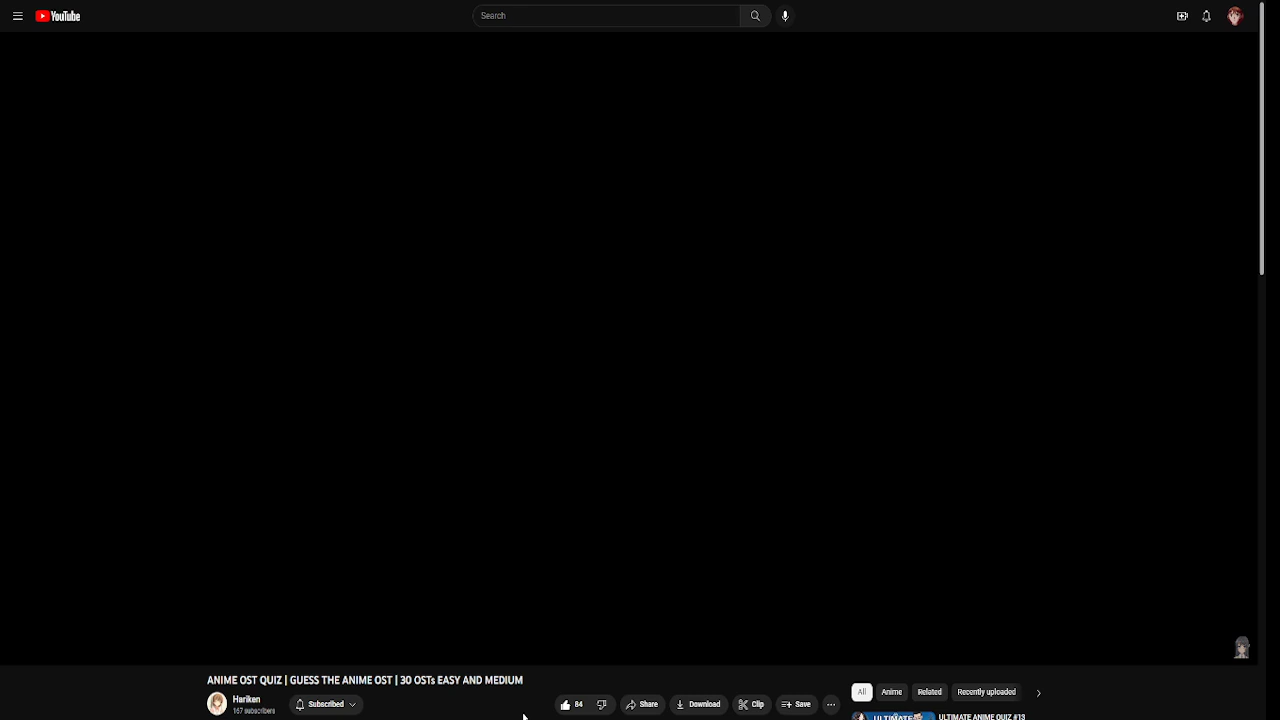 YouTube
Search
ANIME OST QUIZ | GUESS THE ANIME OST | 30 OSTs EASY AND MEDIUM
Hariken
167 subscribers
Subscribed
84
Share
Download
Clip
Save
All
Anime
Related
Recently uploaded
ULTIMATE
ULTIMATE ANIME QUIZ #13